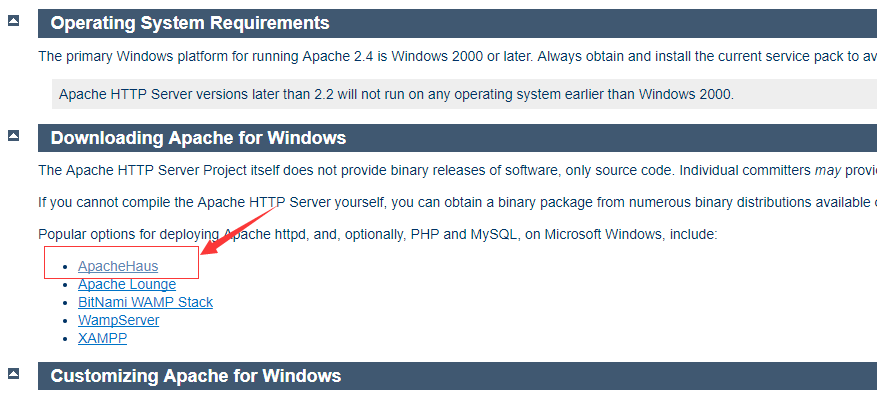 Operating System Requirements
The primary Windows platform for running Apache 2.4 is Windows 2000 or later. Always obtain and install the current service pack to av
Apache HTTP Server versions later than 2.2 will not run on any operating system earlier than Windows 2000.
Downloading Apache for Windows
The Apache HTTP Server Project itself does not provide binary releases of software, only source code. Individual committers may provi
If you cannot compile the Apache HTTP Server yourself, you can obtain a binary package from numerous binary distributions available
Popular options for deploying Apache httpd, and, optionally, PHP and MySQL, on Microsoft Windows, include:
ApacheHaus
Apache Lounge
BitNami WAMP Stack
WampServer
XAMPP
Customizing Apache for Windows